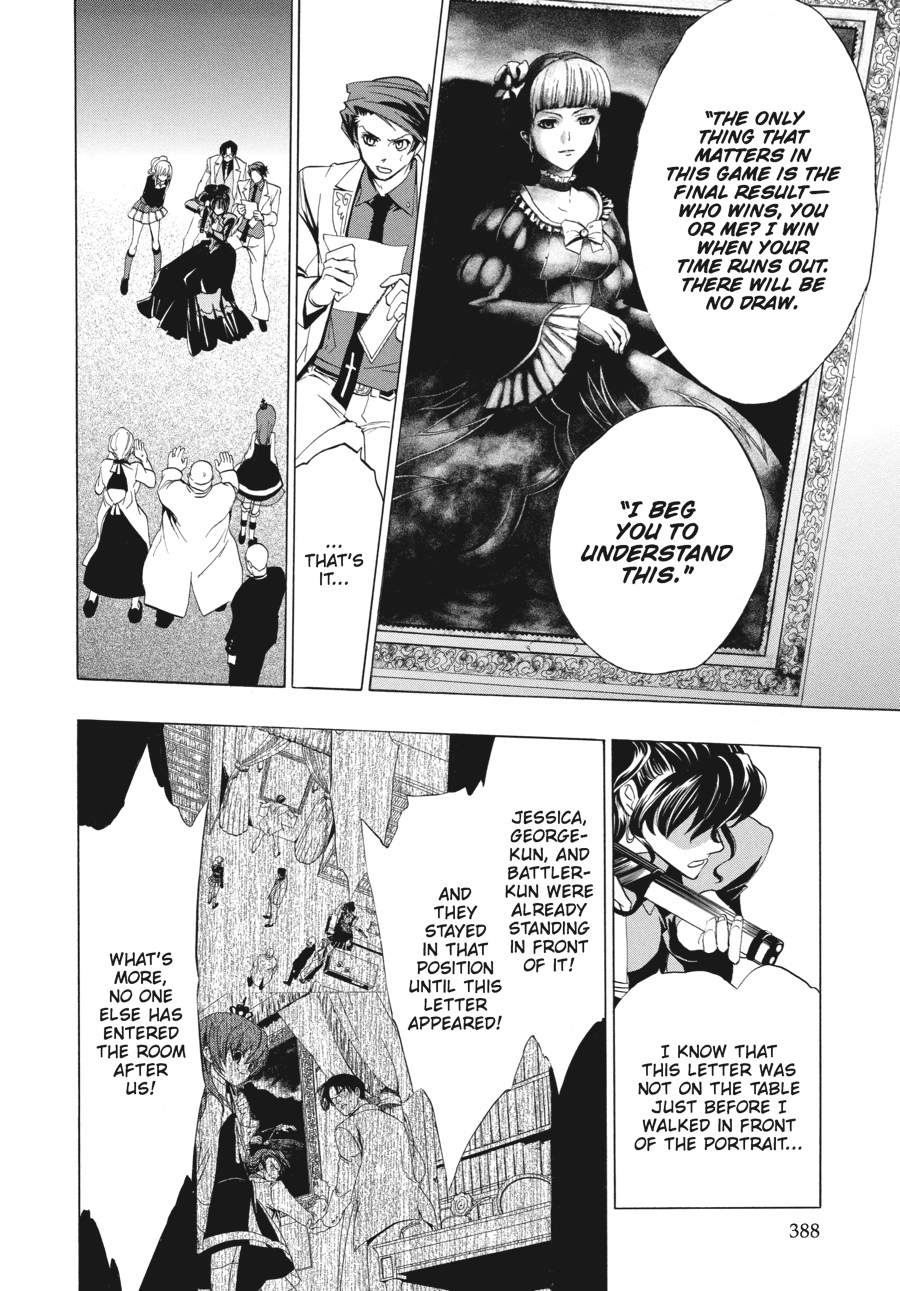 "THE ONLY
THING THAT
MATTERS IN
THIS GAME IS THE
FINAL RESULT—
WHO WINS, YOU
OR ME? I WIN
WHEN YOUR
TIME RUNS OUT.
THERE WILL BE
NO DRAW.
"I BEG
YOU TO
UNDERSTAND
THIS."
...
THAT'S
IT...
I KNOW THAT
THIS LETTER WAS
NOT ON THE TABLE
JUST BEFORE I
WALKED IN FRONT
OF THE PORTRAIT...
JESSICA,
GEORGE-
KUN, AND
BATTLER-
KUN WERE
ALREADY
STANDING
IN FRONT
OF IT!
AND
THEY
STAYED
IN THAT
POSITION
UNTIL THIS
LETTER
APPEARED!
WHAT'S
MORE,
NO ONE
ELSE HAS
ENTERED
THE ROOM
AFTER
US!
388